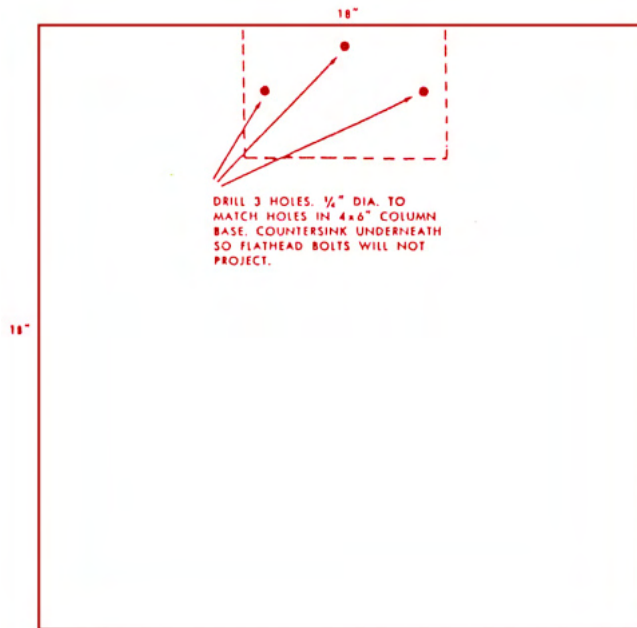 18"
DRILL 3 HOLES. ¼" DIA. TO
MATCH HOLES IN 4x6" COLUMN
BASE. COUNTERSINK UNDERNEATH
SO FLATHEAD BOLTS WILL NOT
PROJECT.
18"